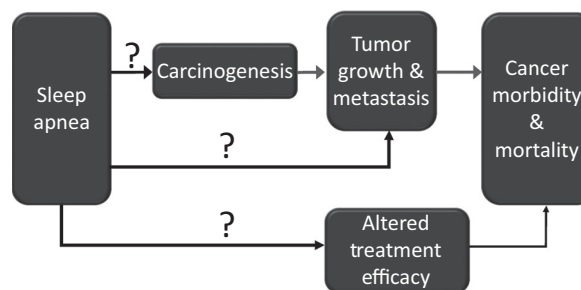 Sleep
apnea
?
Carcinogenesis
Tumor
growth &
metastasis
Cancer
morbidity
&
mortality
?
?
Altered
treatment
efficacy